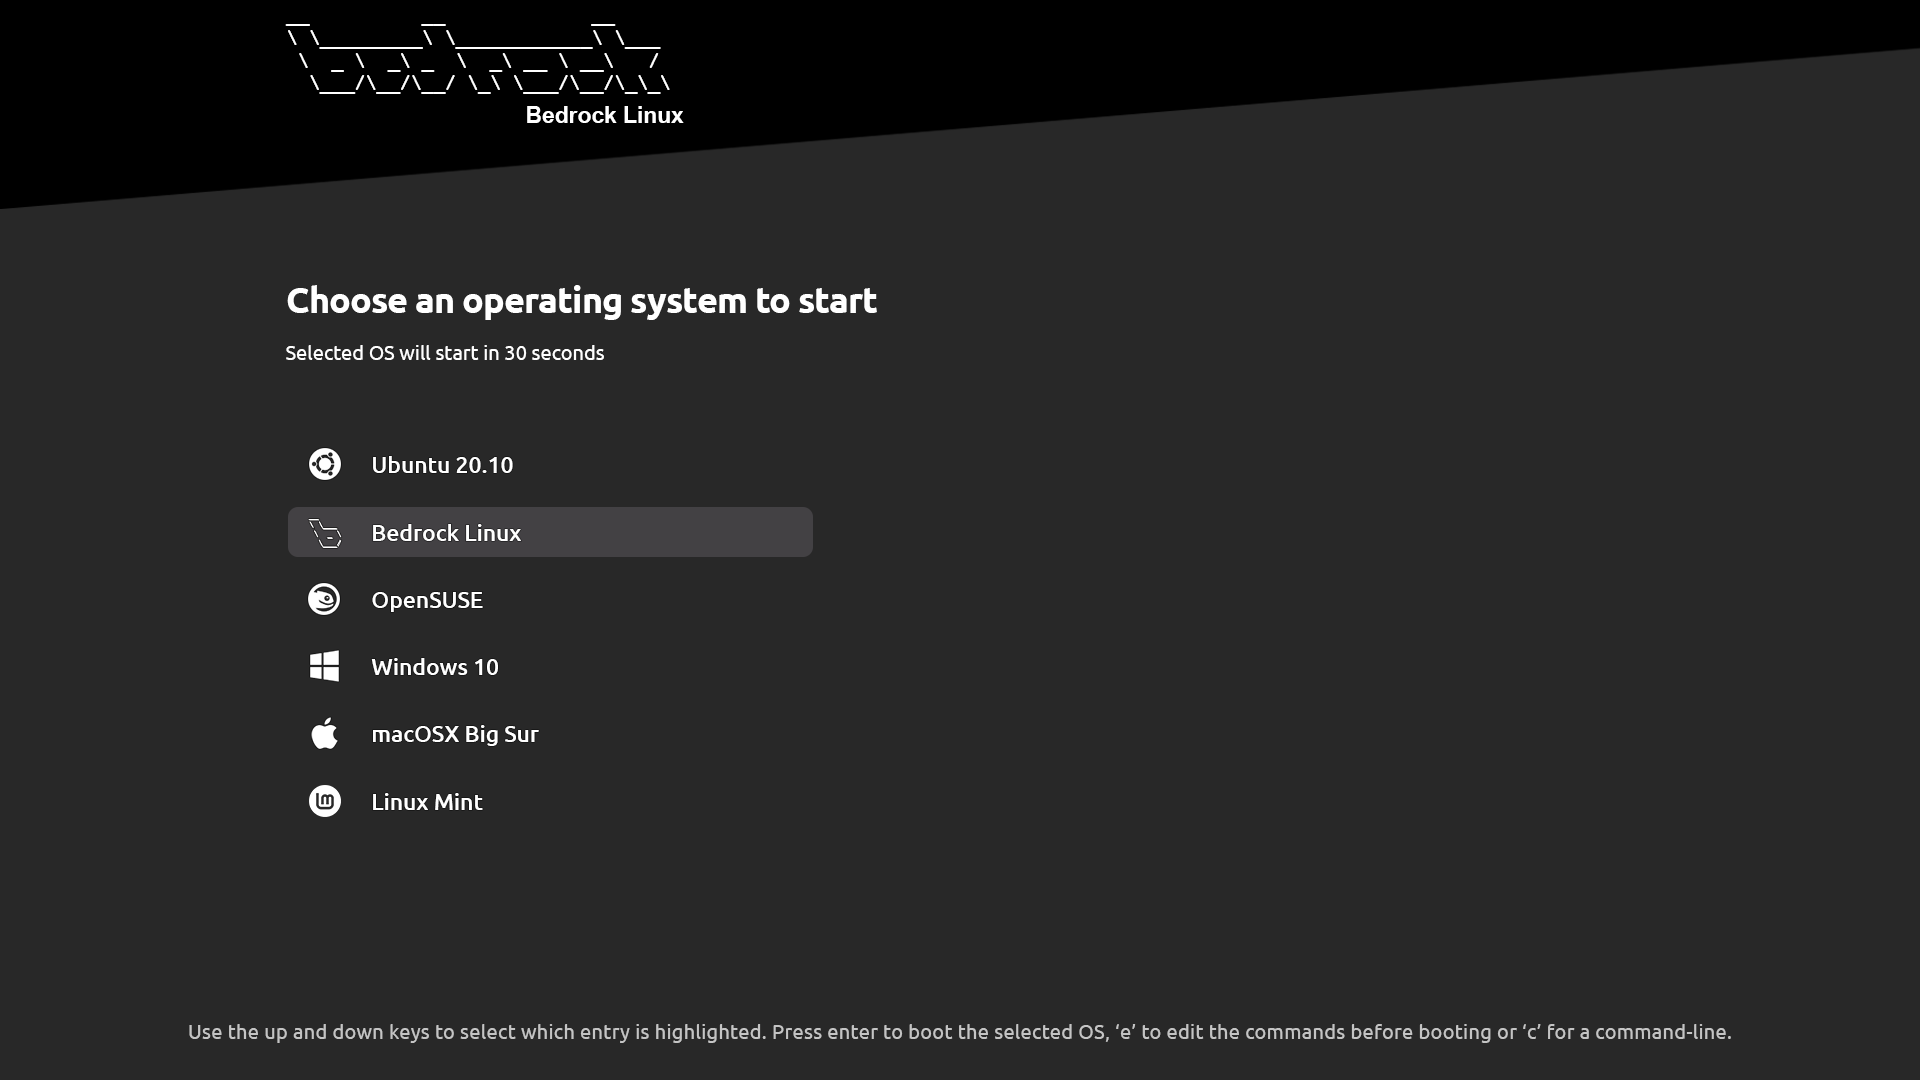 Bedrock Linux
Choose an operating system to start
Selected OS will start in 30 seconds
Ubuntu 20.10
Bedrock Linux
OpenSUSE
Windows 10
macOSX Big Sur
Linux Mint
Use the up and down keys to select which entry is highlighted. Press enter to boot the selected OS, ‘e’ to edit the commands before booting or ‘c’ for a command-line.